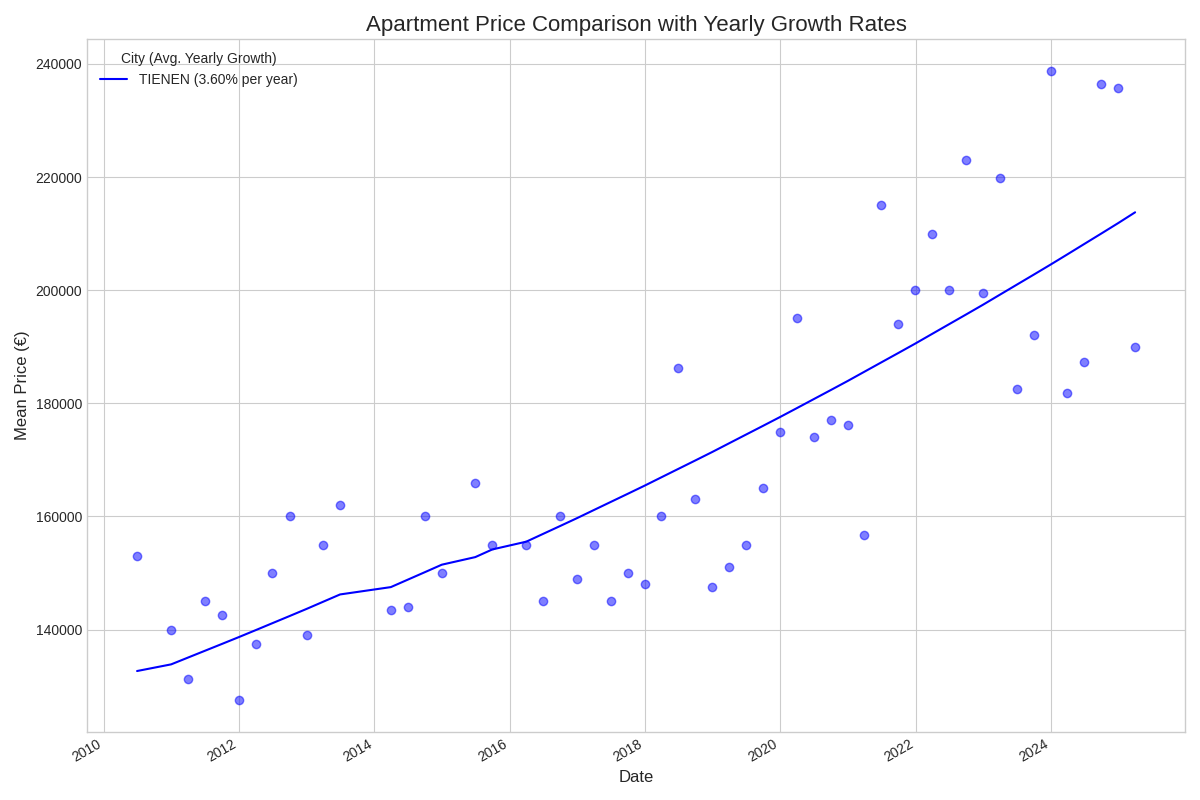 Apartment Price Comparison with Yearly Growth Rates
City (Avg. Yearly Growth)
TIENEN (3.60% per year)
Mean Price (€)
240000
220000
200000
180000
160000
140000
2010
2012
2014
2016
2018
2020
2022
2024
Date